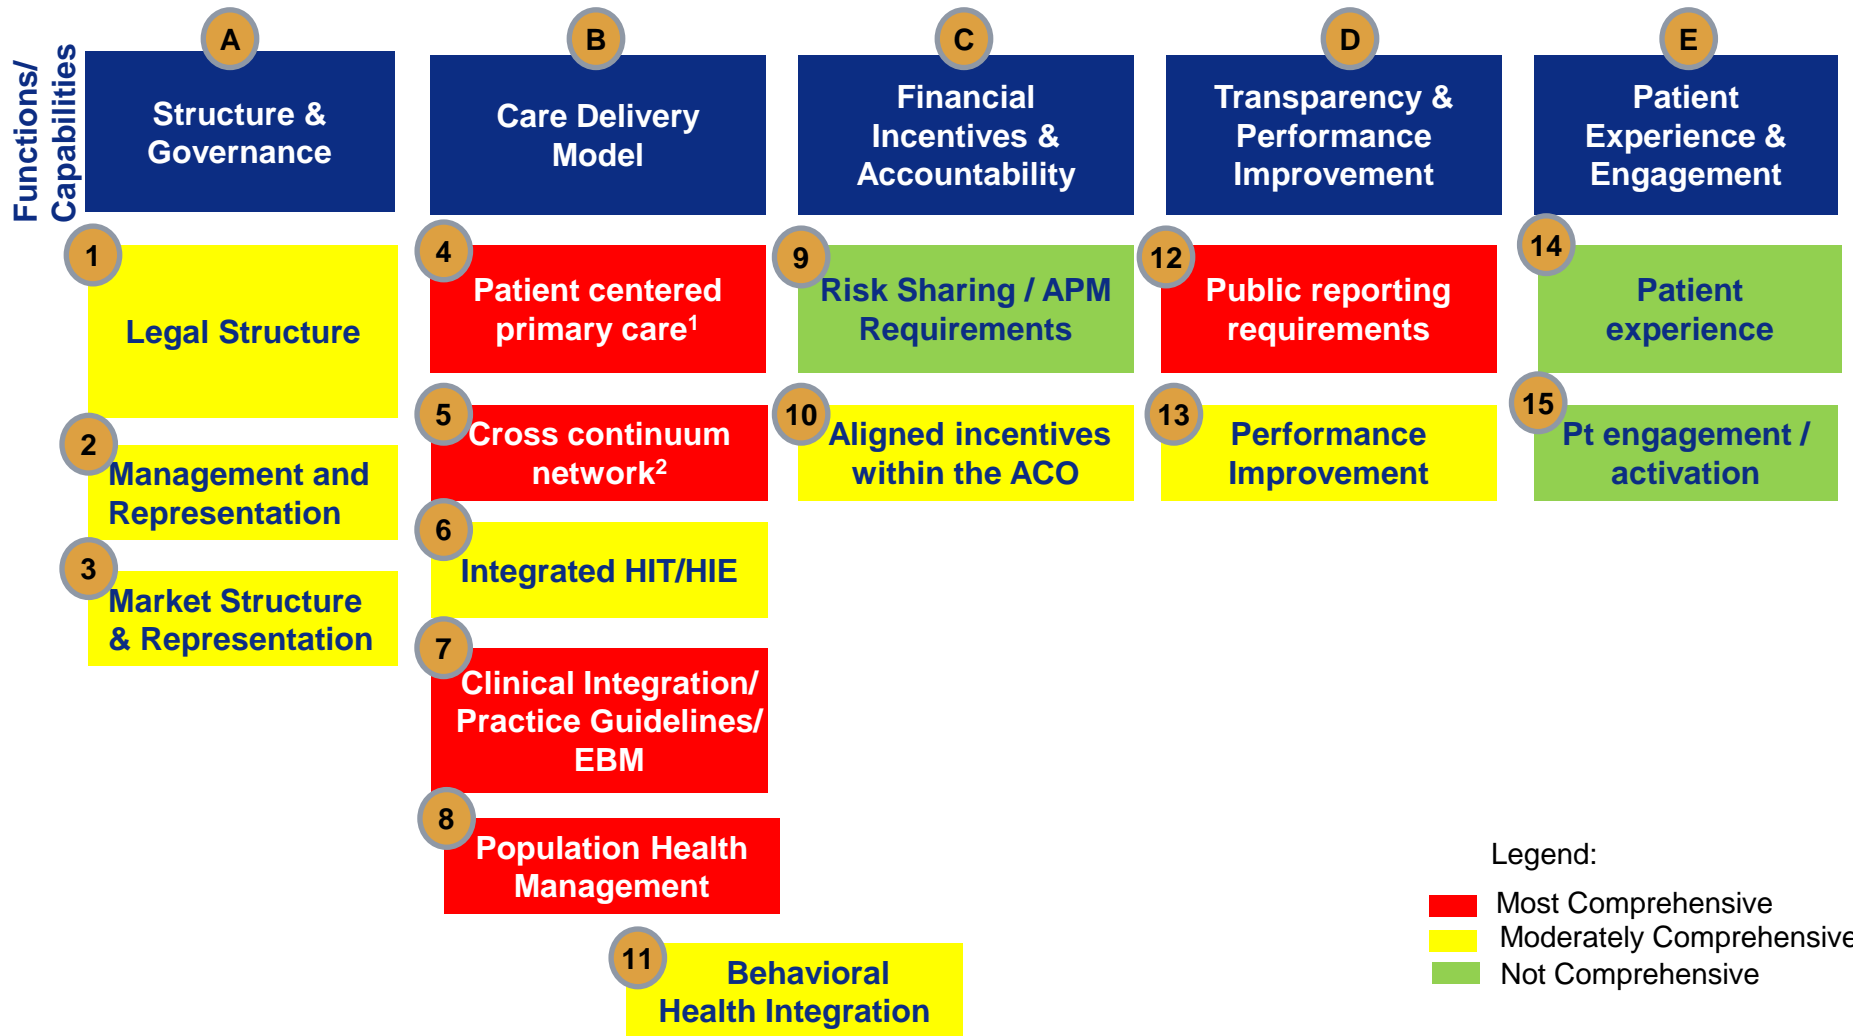 Functions/
Capabilities
A
Structure &
Governance
B
Care Delivery
Model
C
Financial
Incentives &
Accountability
D
Transparency &
Performance
Improvement
E
Patient
Experience &
Engagement
1
Legal Structure
2
Management and
Representation
3
Market Structure
& Representation
4
Patient centered
primary care¹
5
Cross continuum
network²
6
Integrated HIT/HIE
7
Clinical Integration/
Practice Guidelines/
EBM
8
Population Health
Management
9
Risk Sharing / APM
Requirements
10
Aligned incentives
within the ACO
11
Behavioral
Health Integration
12
Public reporting
requirements
13
Performance
Improvement
14
Patient
experience
15
Pt engagement /
activation
Legend:
Most Comprehensive
Moderately Comprehensive
Not Comprehensive